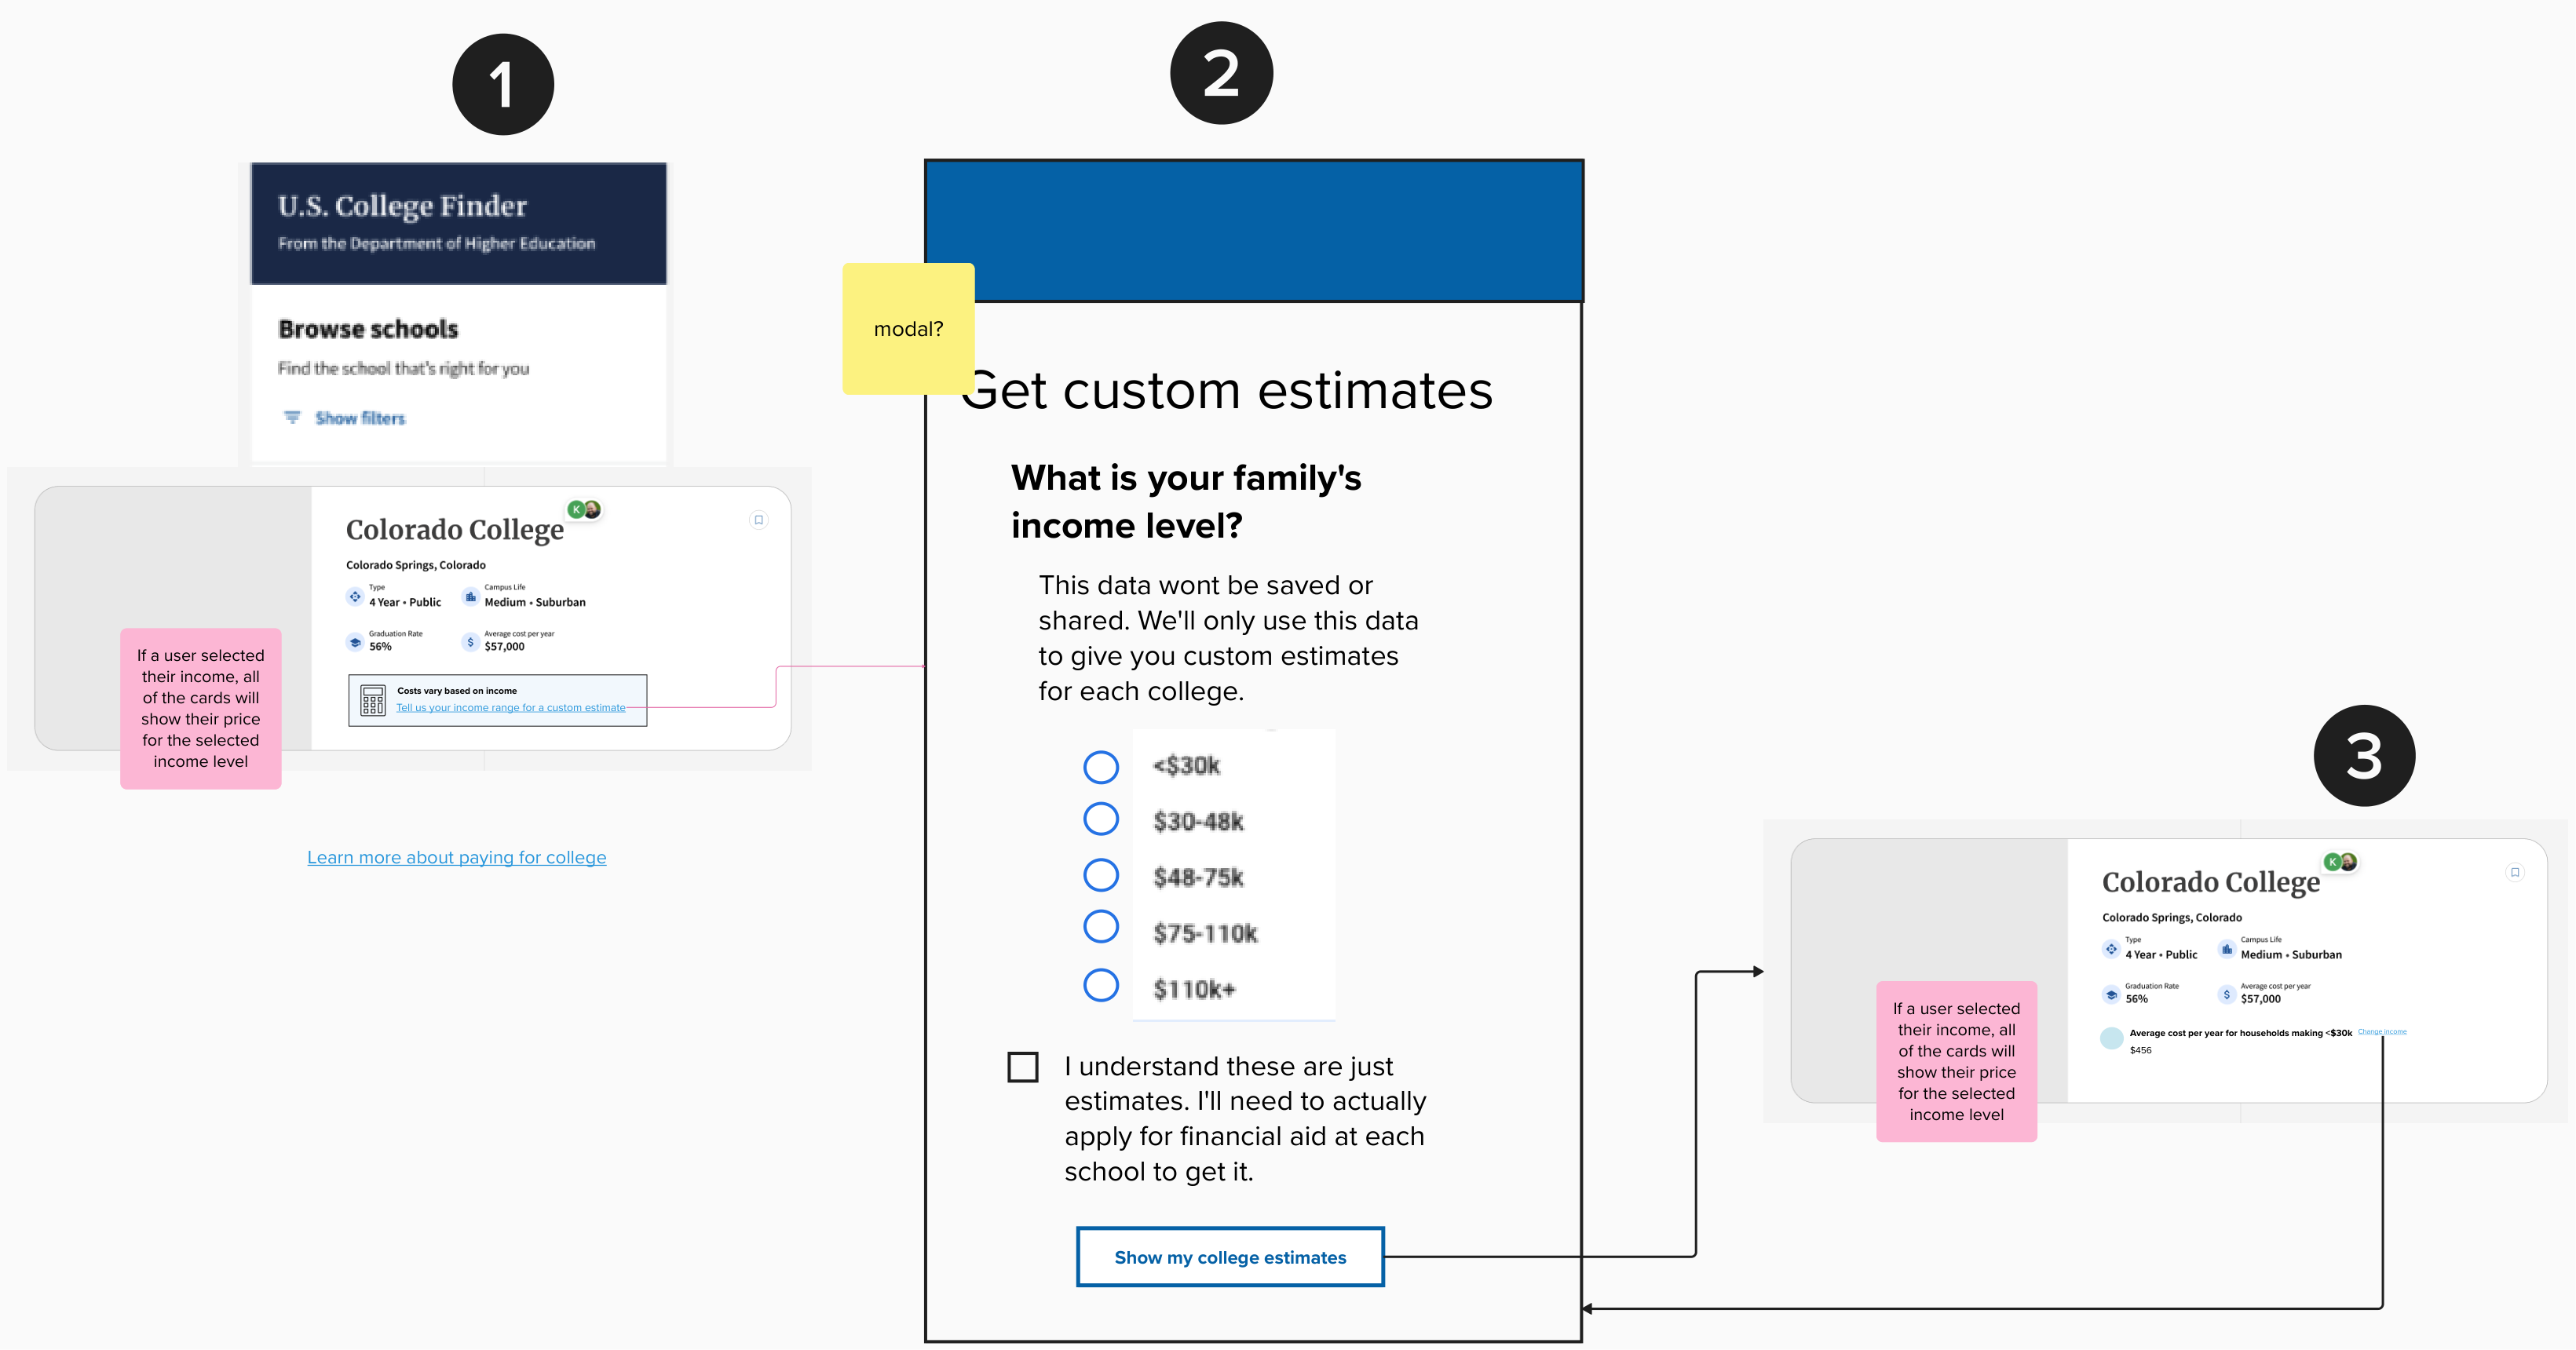 1
U.S. College Finder
From the Department of Higher Education
Browse schools
Find the school that's right for you
Show filters
K
Colorado College
Colorado Springs, Colorado
Type
4 Year • Public
Campus Life
Medium • Suburban
Graduation Rate
56%
Average cost per year
$57,000
$
Costs vary based on income
Tell us your income range for a custom estimate
If a user selected
their income, all
of the cards will
show their price
for the selected
income level
Learn more about paying for college
2
modal?
Get custom estimates
What is your family's
income level?
This data wont be saved or
shared. We'll only use this data
to give you custom estimates
for each college.
<$30k
$30-48k
$48-75k
$75-110k
$110k+
I understand these are just
estimates. I'll need to actually
apply for financial aid at each
school to get it.
Show my college estimates
3
K
Colorado College
Colorado Springs, Colorado
Type
4 Year • Public
Campus Life
Medium • Suburban
Graduation Rate
56%
Average cost per year
$57,000
$
Average cost per year for households making <$30k Change income
$456
If a user selected
their income, all
of the cards will
show their price
for the selected
income level